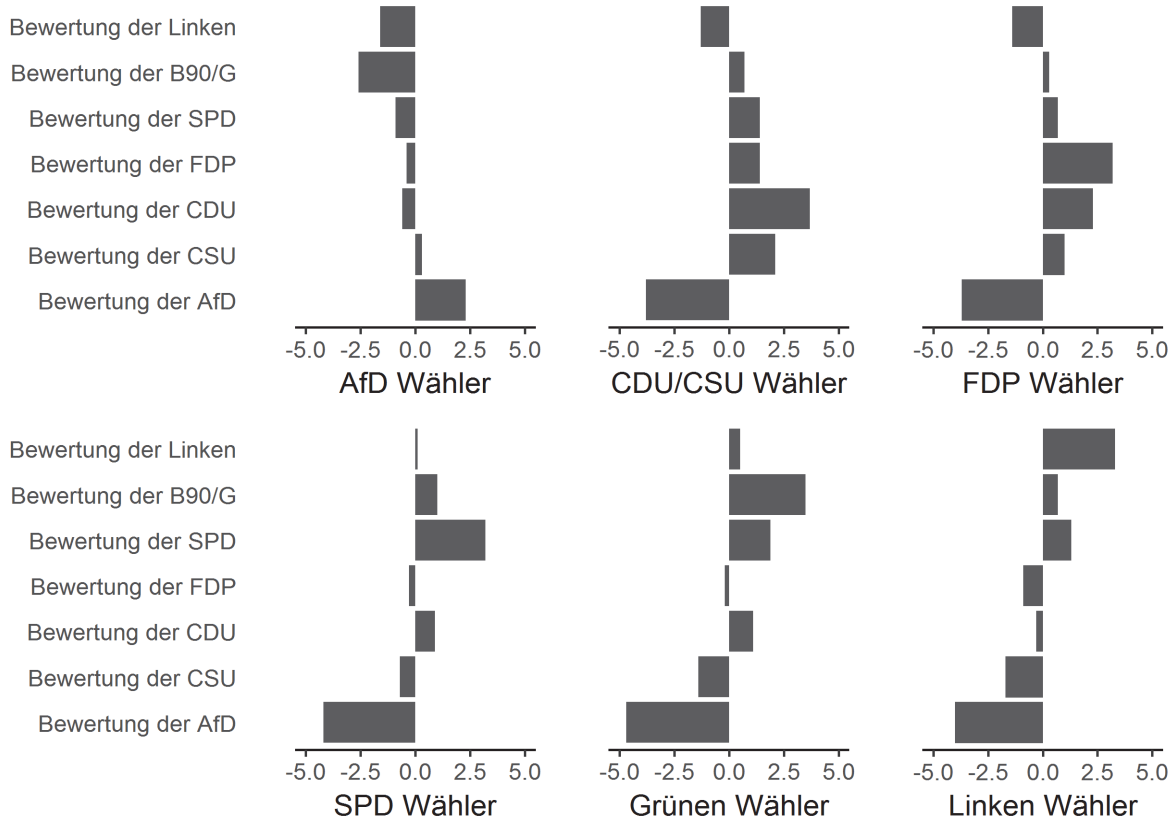 Bewertung der Linken
Bewertung der B90/G
Bewertung der SPD
Bewertung der FDP
Bewertung der CDU
Bewertung der CSU
Bewertung der AfD
-5.0 -2.5 0.0 2.5 5.0
AfD Wähler
-5.0 -2.5 0.0 2.5 5.0
CDU/CSU Wähler
-5.0 -2.5 0.0 2.5 5.0
FDP Wähler
Bewertung der Linken
Bewertung der B90/G
Bewertung der SPD
Bewertung der FDP
Bewertung der CDU
Bewertung der CSU
Bewertung der AfD
-5.0 -2.5 0.0 2.5 5.0
SPD Wähler
-5.0 -2.5 0.0 2.5 5.0
Grünen Wähler
-5.0 -2.5 0.0 2.5 5.0
Linken Wähler